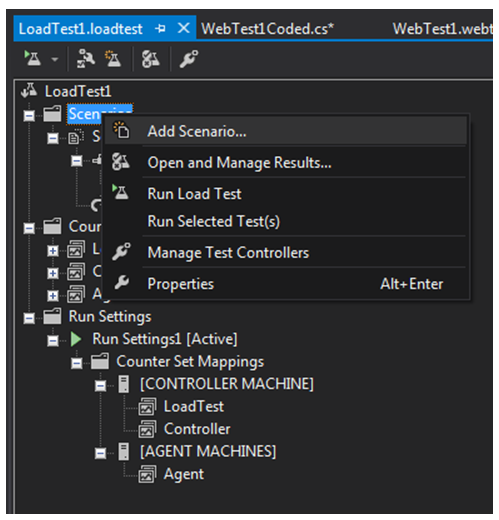 LoadTest1.loadtest WebTest1Coded.cs* WebTest1.webt
LoadTest1
Scenarios
Add Scenario...
S
Open and Manage Results...
Run Load Test
Run Selected Test(s)
Coun
L
Manage Test Controllers
C
Properties Alt+Enter
A
Run Settings
Run Settings1 [Active]
Counter Set Mappings
[CONTROLLER MACHINE]
LoadTest
Controller
[AGENT MACHINES]
Agent